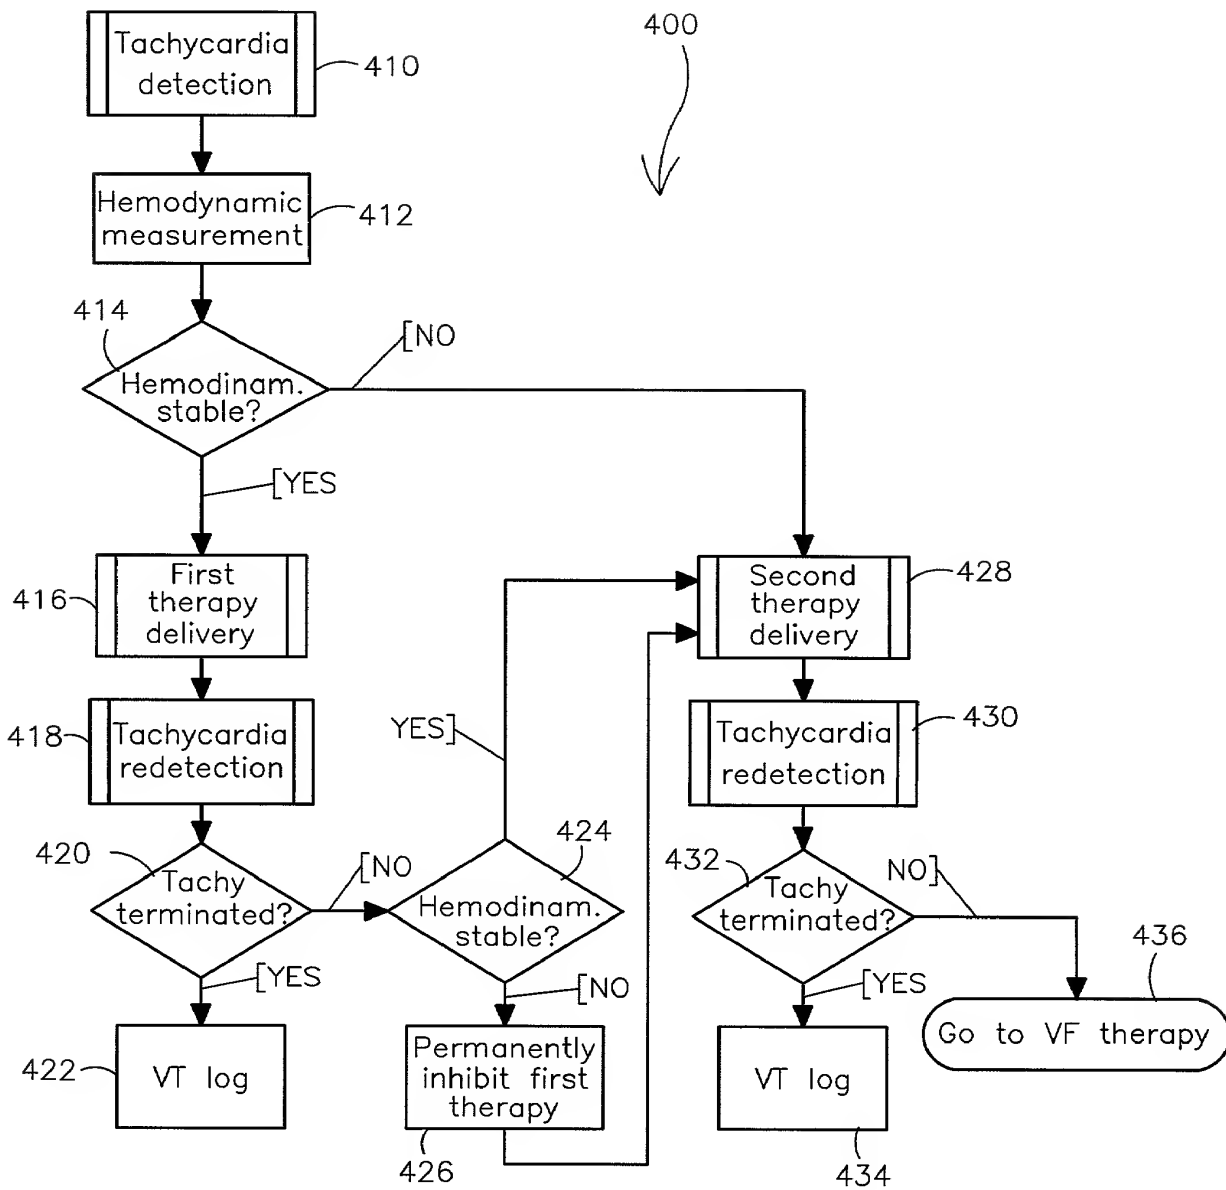 400
Tachycardia
detection
410
Hemodynamic
measurement
412
414
[NO
Hemodinam.
stable?
[YES
First
therapy
delivery
416
Second
therapy
delivery
428
Tachycardia
redetection
418
YES]
Tachycardia
redetection
430
420
Tachy
terminated?
[NO
424
Hemodinam.
stable?
432
Tachy
terminated?
NO]
436
Go to VF therapy
[YES
[NO
[YES
422
VT log
Permanently
inhibit first
therapy
426
VT log
434